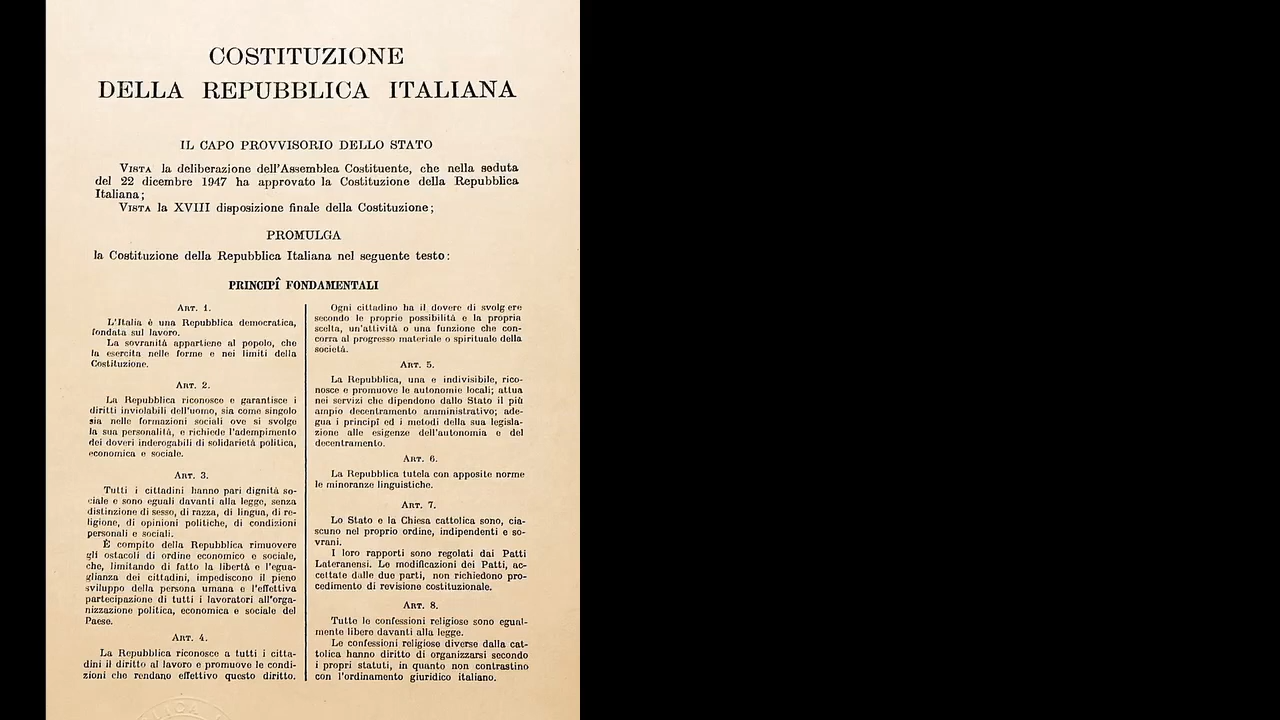 COSTITUZIONE
DELLA REPUBBLICA ITALIANA
IL CAPO PROVVISORIO DELLO STATO
VISTA la deliberazione dell'Assemblea Costituente, che nella seduta
del 22 dicembre 1947 ha approvato la Costituzione della Repubblica
Italiana;
VISTA la XVIII disposizione finale della Costituzione;
PROMULGA
la Costituzione della Repubblica Italiana nel seguente testo:
PRINCIPÎ FONDAMENTALI
ART. 1.
L'Italia è una Repubblica democratica,
fondata sul lavoro.
La sovranità appartiene al popolo, che
la esercita nelle forme e nei limiti della
Costituzione.
ART. 2.
La Repubblica riconosce e garantisce i
diritti inviolabili dell'uomo, sia come singolo
sia nelle formazioni sociali ove si svolge
la sua personalità, e richiede l'adempimento
dei doveri inderogabili di solidarietà politica,
economica e sociale.
ART. 3.
Tutti i cittadini hanno pari dignità so-
ciale e sono eguali davanti alla legge, senza
distinzione di sesso, di razza, di lingua, di re-
ligione, di opinioni politiche, di condizioni
personali e sociali.
È compito della Repubblica rimuovere
gli ostacoli di ordine economico e sociale,
che, limitando di fatto la libertà e l'egua-
glianza dei cittadini, impediscono il pieno
sviluppo della persona umana e l'effettiva
partecipazione di tutti i lavoratori all'orga-
nizzazione politica, economica e sociale del
Paese.
ART. 4.
La Repubblica riconosce a tutti i citta-
dini il diritto al lavoro e promuove le condi-
zioni che rendano effettivo questo diritto.
Ogni cittadino ha il dovere di svolgere
secondo le proprie possibilità e la propria
scelta, un'attività o una funzione che con-
corra al progresso materiale o spirituale della
società.
ART. 5.
La Repubblica, una e indivisibile, rico-
nosce e promuove le autonomie locali; attua
nei servizi che dipendono dallo Stato il più
ampio decentramento amministrativo; ade-
gua i principî ed i metodi della sua legisla-
zione alle esigenze dell'autonomia e del
decentramento.
ART. 6.
La Repubblica tutela con apposite norme
le minoranze linguistiche.
ART. 7.
Lo Stato e la Chiesa cattolica sono, cia-
scuno nel proprio ordine, indipendenti e so-
vrani.
I loro rapporti sono regolati dai Patti
Lateranensi. Le modificazioni dei Patti, ac-
cettate dalle due parti, non richiedono pro-
cedimento di revisione costituzionale.
ART. 8.
Tutte le confessioni religiose sono egual-
mente libere davanti alla legge.
Le confessioni religiose diverse dalla cat-
tolica hanno diritto di organizzarsi secondo
i propri statuti, in quanto non contrastino
con l'ordinamento giuridico italiano.